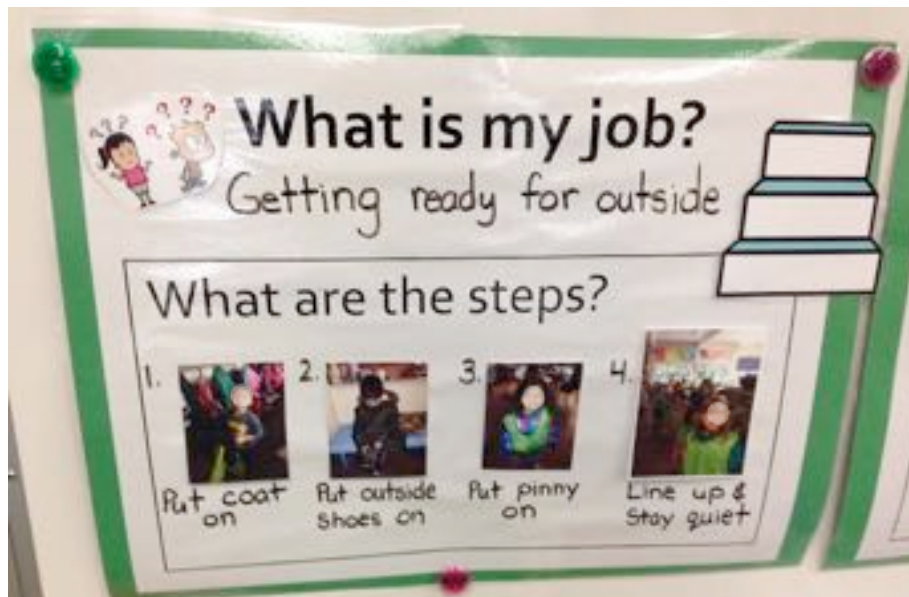 What is my job?
Getting ready for outside
What are the steps?
1. 2. 3. 4.
Put coat on
Put outside shoes on
Put pinny on
Line up & Stay quiet